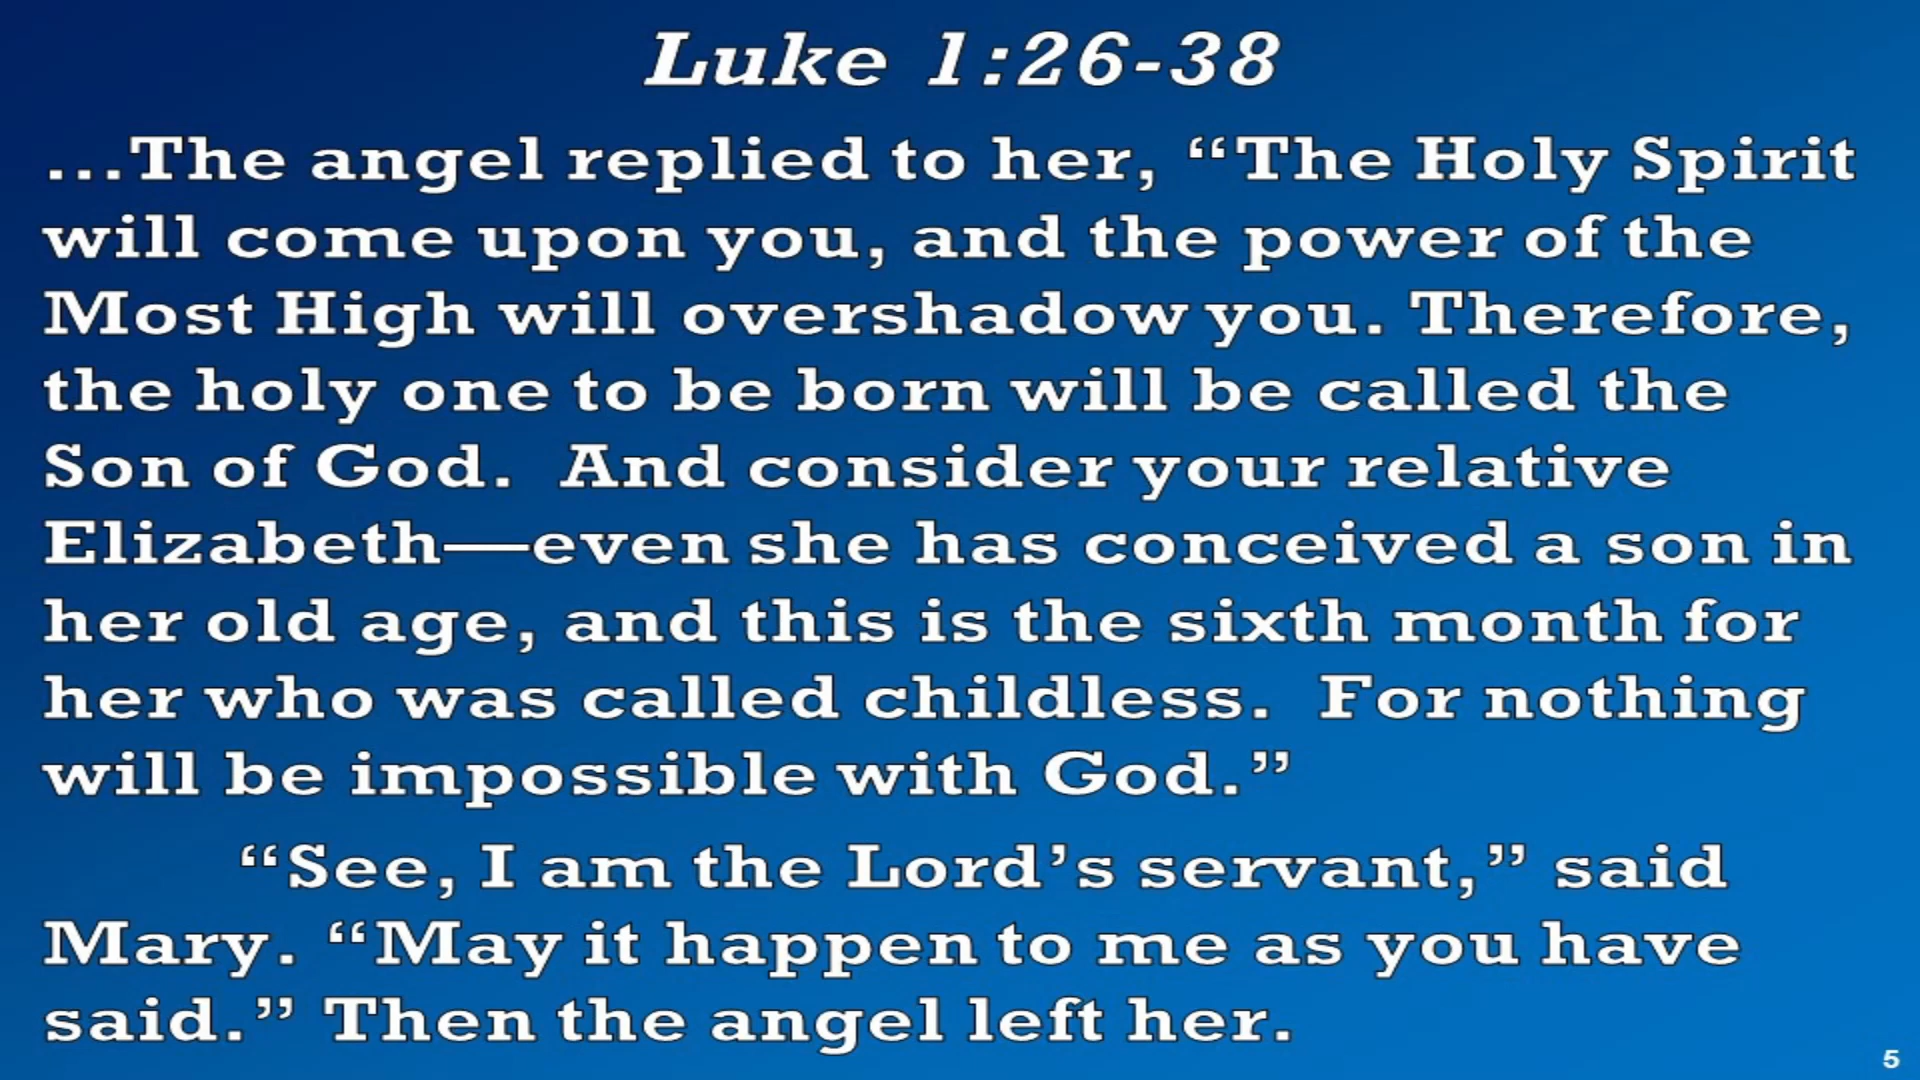 Luke 1:26-38
...The angel replied to her, “The Holy Spirit
will come upon you, and the power of the
Most High will overshadow you. Therefore,
the holy one to be born will be called the
Son of God.  And consider your relative
Elizabeth—even she has conceived a son in
her old age, and this is the sixth month for
her who was called childless.  For nothing
will be impossible with God.”
“See, I am the Lord’s servant,” said
Mary. “May it happen to me as you have
said.” Then the angel left her.
5